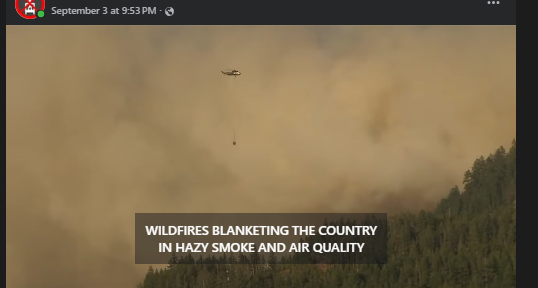 September 3 at 9:53 PM ·
WILDFIRES BLANKETING THE COUNTRY
IN HAZY SMOKE AND AIR QUALITY